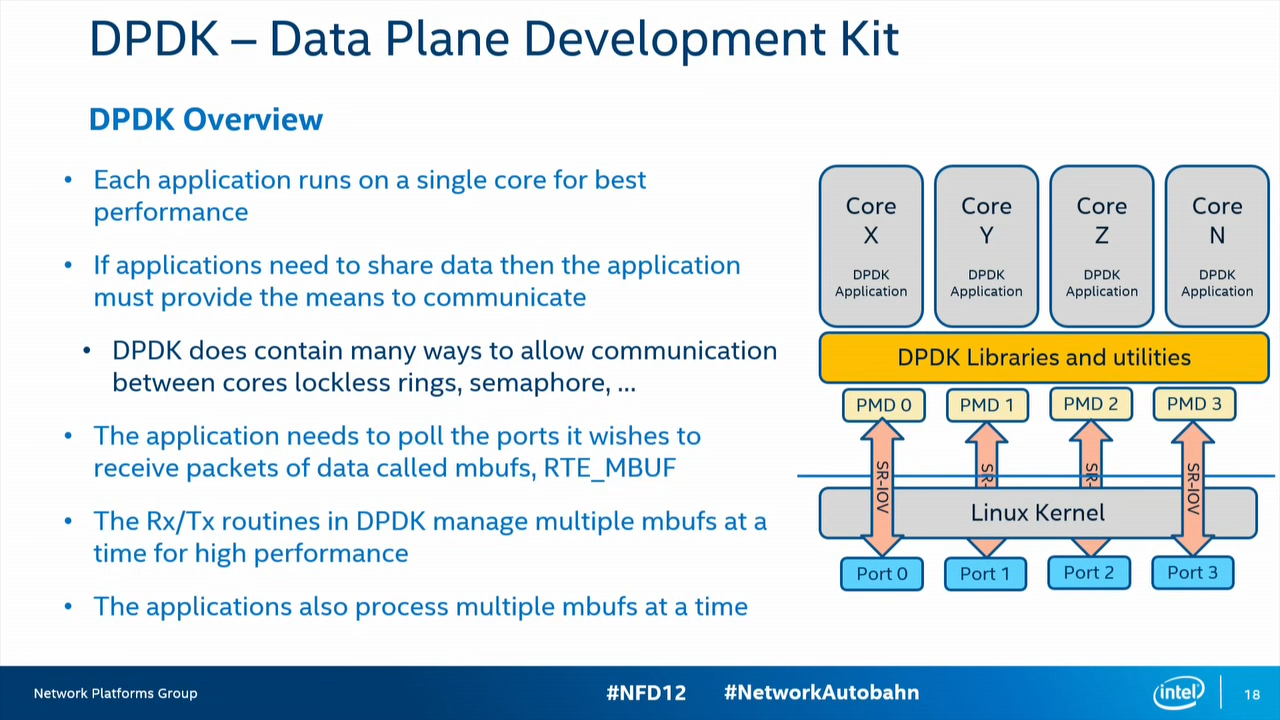 DPDK – Data Plane Development Kit
DPDK Overview
• Each application runs on a single core for best
performance
• If applications need to share data then the application
must provide the means to communicate
• DPDK does contain many ways to allow communication
between cores lockless rings, semaphore, ...
• The application needs to poll the ports it wishes to
receive packets of data called mbufs, RTE_MBUF
• The Rx/Tx routines in DPDK manage multiple mbufs at a
time for high performance
• The applications also process multiple mbufs at a time
Core
X
DPDK
Application
Core
Y
DPDK
Application
Core
Z
DPDK
Application
Core
N
DPDK
Application
DPDK Libraries and utilities
PMD 0
PMD 1
PMD 2
PMD 3
SR-IOV
SR-
SR-
SR-IOV
Linux Kernel
Port 0
Port 1
Port 2
Port 3
Network Platforms Group
#NFD12
#NetworkAutobahn
intel
18